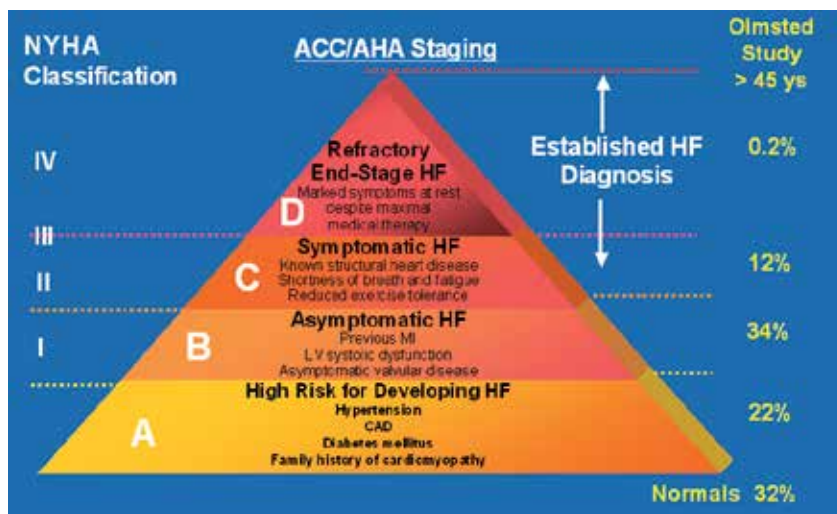 NYHA
Classification
ACC/AHA Staging
Olmsted
Study
> 45 ys
IV
Refractory
End-Stage HF
Marked symptoms at rest
despite maximal
medical therapy
D
Established HF
Diagnosis
0.2%
III
II
C
Symptomatic HF
Known structural heart disease
Shortness of breath and fatigue
Reduced exercise tolerance
12%
I
B
Asymptomatic HF
Previous MI
LV systolic dysfunction
Asymptomatic valvular disease
34%
A
High Risk for Developing HF
Hypertension
CAD
Diabetes mellitus
Family history of cardiomyopathy
22%
Normals 32%